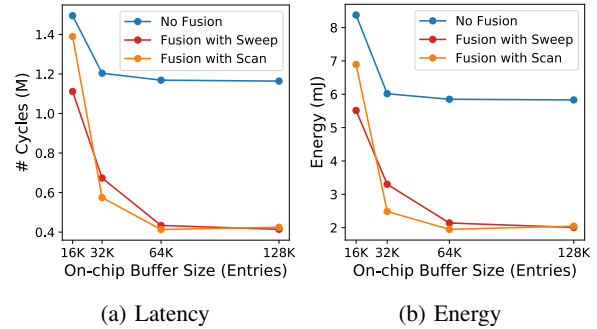 No Fusion
Fusion with Sweep
Fusion with Scan
# Cycles (M)
1.4
1.2
1.0
0.8
0.6
0.4
16K 32K 64K 128K
On-chip Buffer Size (Entries)
(a) Latency
No Fusion
Fusion with Sweep
Fusion with Scan
Energy (mJ)
8
7
6
5
4
3
2
16K 32K 64K 128K
On-chip Buffer Size (Entries)
(b) Energy